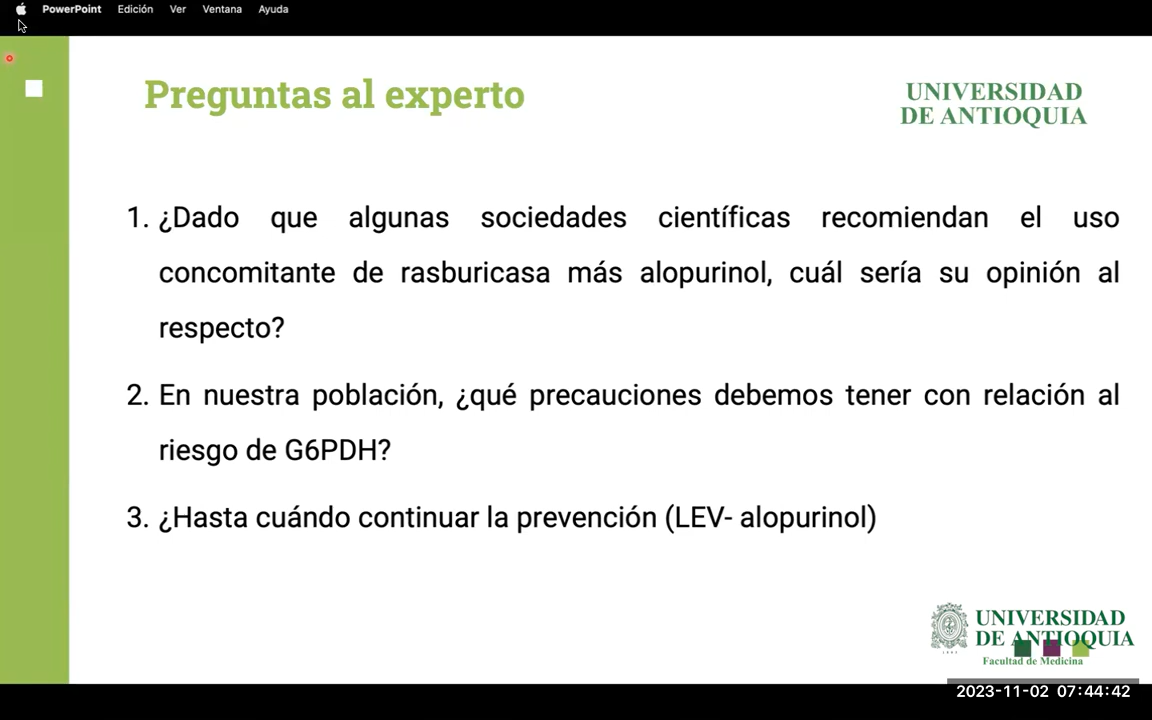 PowerPoint Edición Ver Ventana Ayuda
Preguntas al experto
UNIVERSIDAD
DE ANTIOQUIA
1. ¿Dado que algunas sociedades científicas recomiendan el uso
concomitante de rasburicasa más alopurinol, cuál sería su opinión al
respecto?
2. En nuestra población, ¿qué precauciones debemos tener con relación al
riesgo de G6PDH?
3. ¿Hasta cuándo continuar la prevención (LEV- alopurinol)
UNIVERSIDAD
DE ANTIOQUIA
Facultad de Medicina
2023-11-02 07:44:42